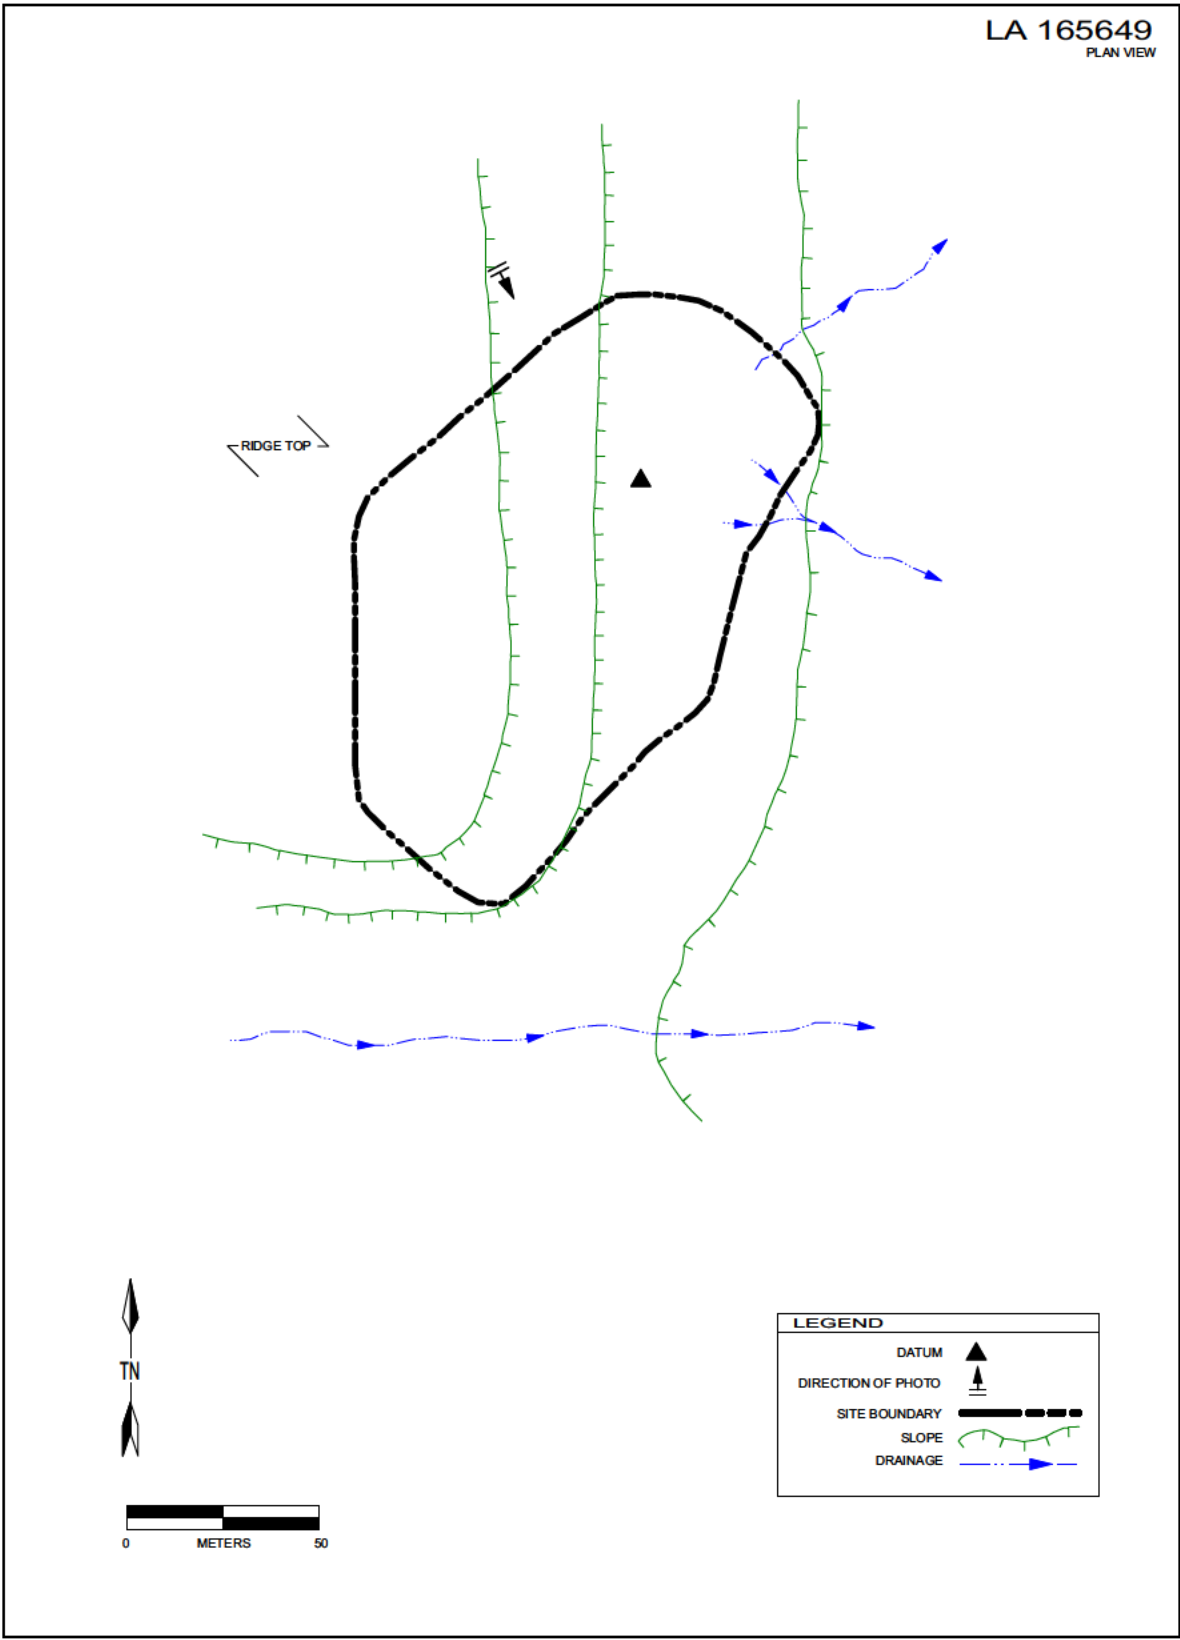 LA 165649
PLAN VIEW
RIDGE TOP
TN
0 METERS 50
LEGEND
DATUM
DIRECTION OF PHOTO
SITE BOUNDARY
SLOPE
DRAINAGE